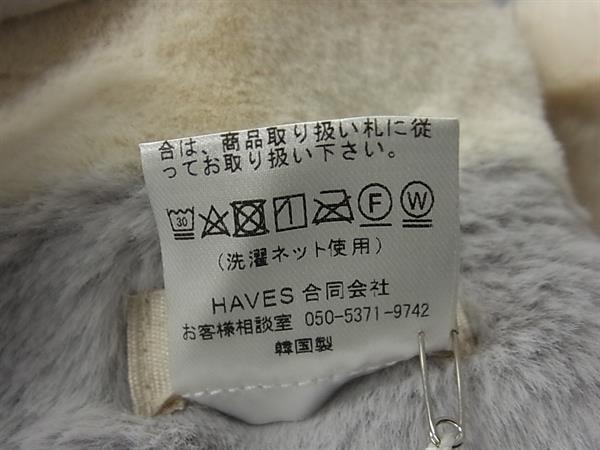 合は、商品取り扱い札に従
ってお取り扱い下さい。
30 F W
(洗濯ネット使用)
HAVES 合同会社
お客様相談室 050-5371-9742
韓国製